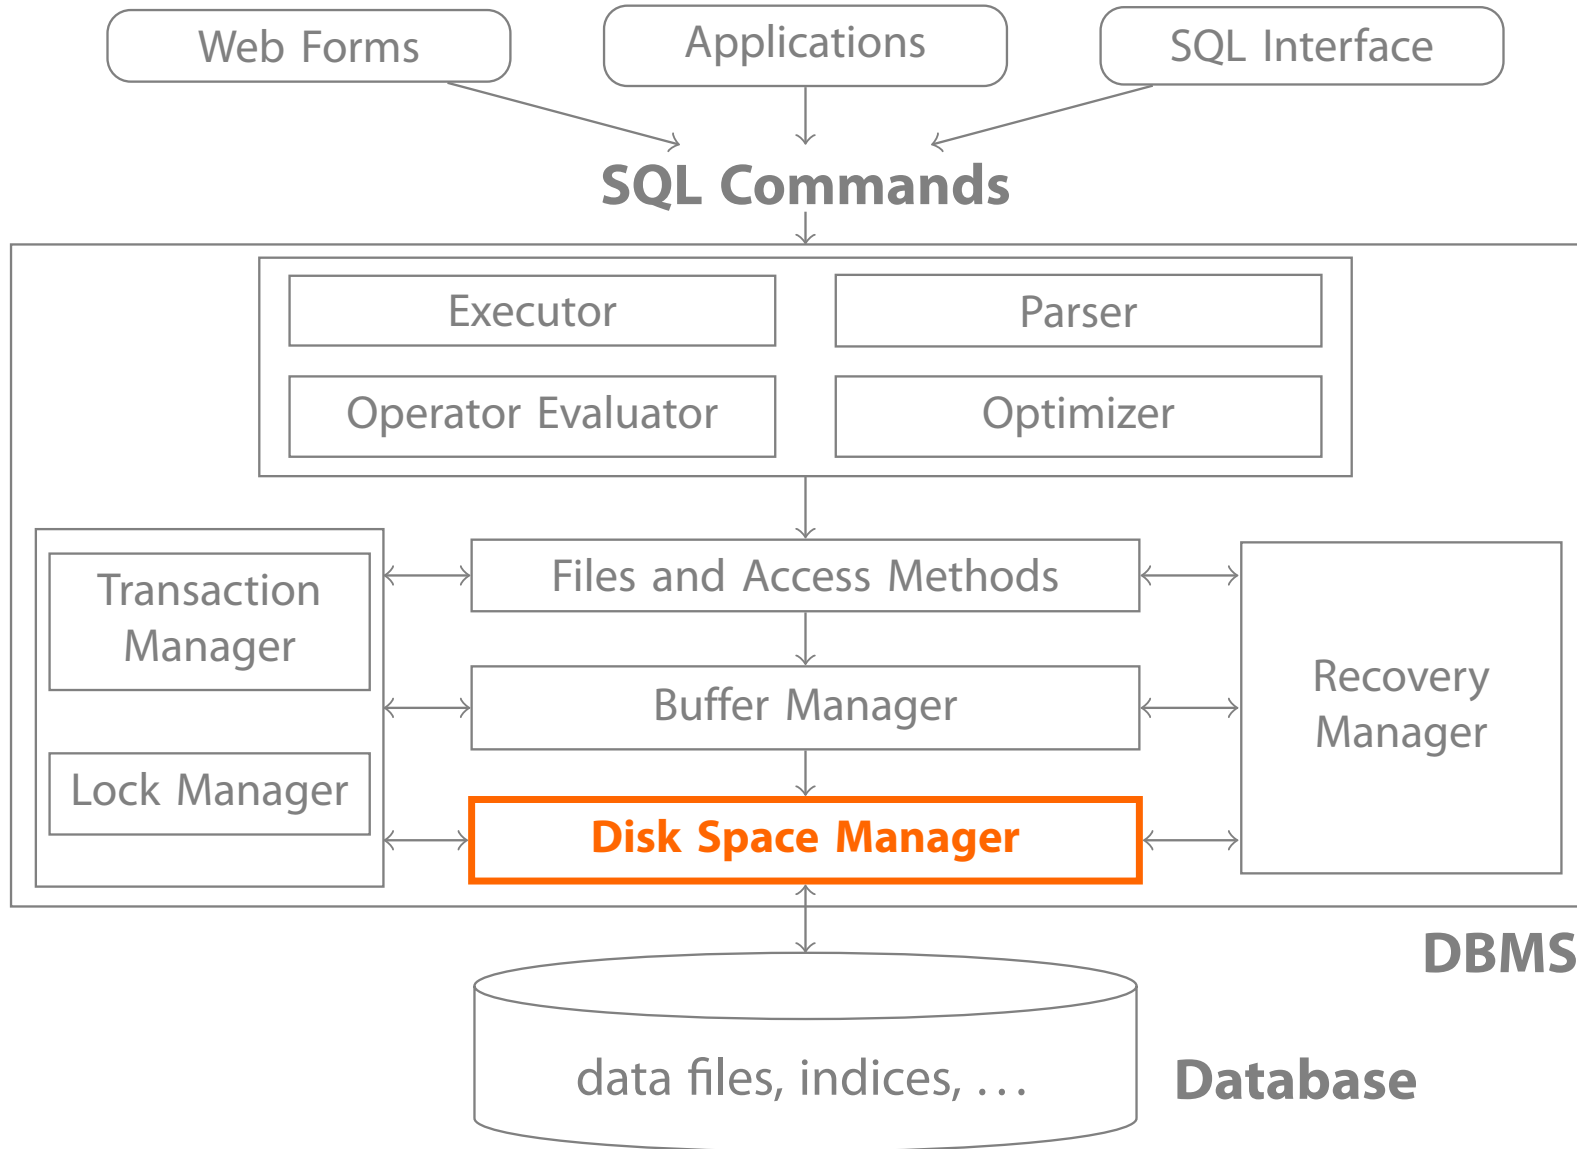 Web Forms
Applications
SQL Interface
SQL Commands
Executor
Parser
Operator Evaluator
Optimizer
Transaction
Manager
Lock Manager
Files and Access Methods
Buffer Manager
Disk Space Manager
Recovery
Manager
DBMS
data files, indices, ...
Database